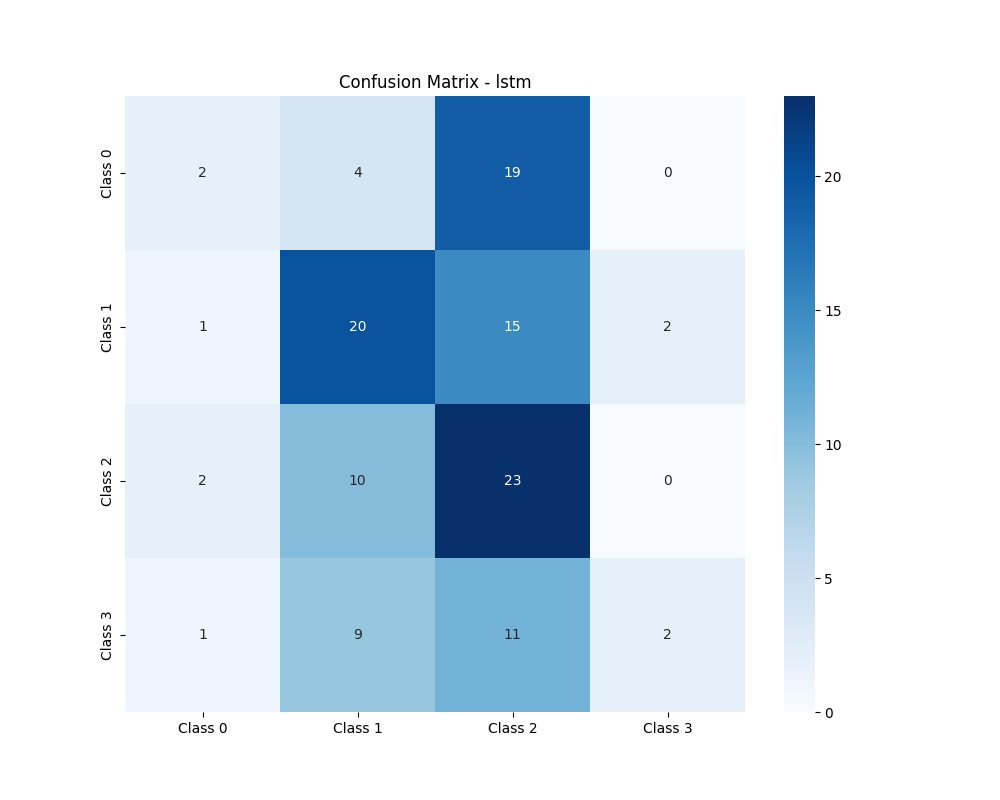 Confusion Matrix - lstm
Class 0
2 4 19 0
Class 1
1 20 15 2
Class 2
2 10 23 0
Class 3
1 9 11 2
Class 0 Class 1 Class 2 Class 3
20
15
10
5
0